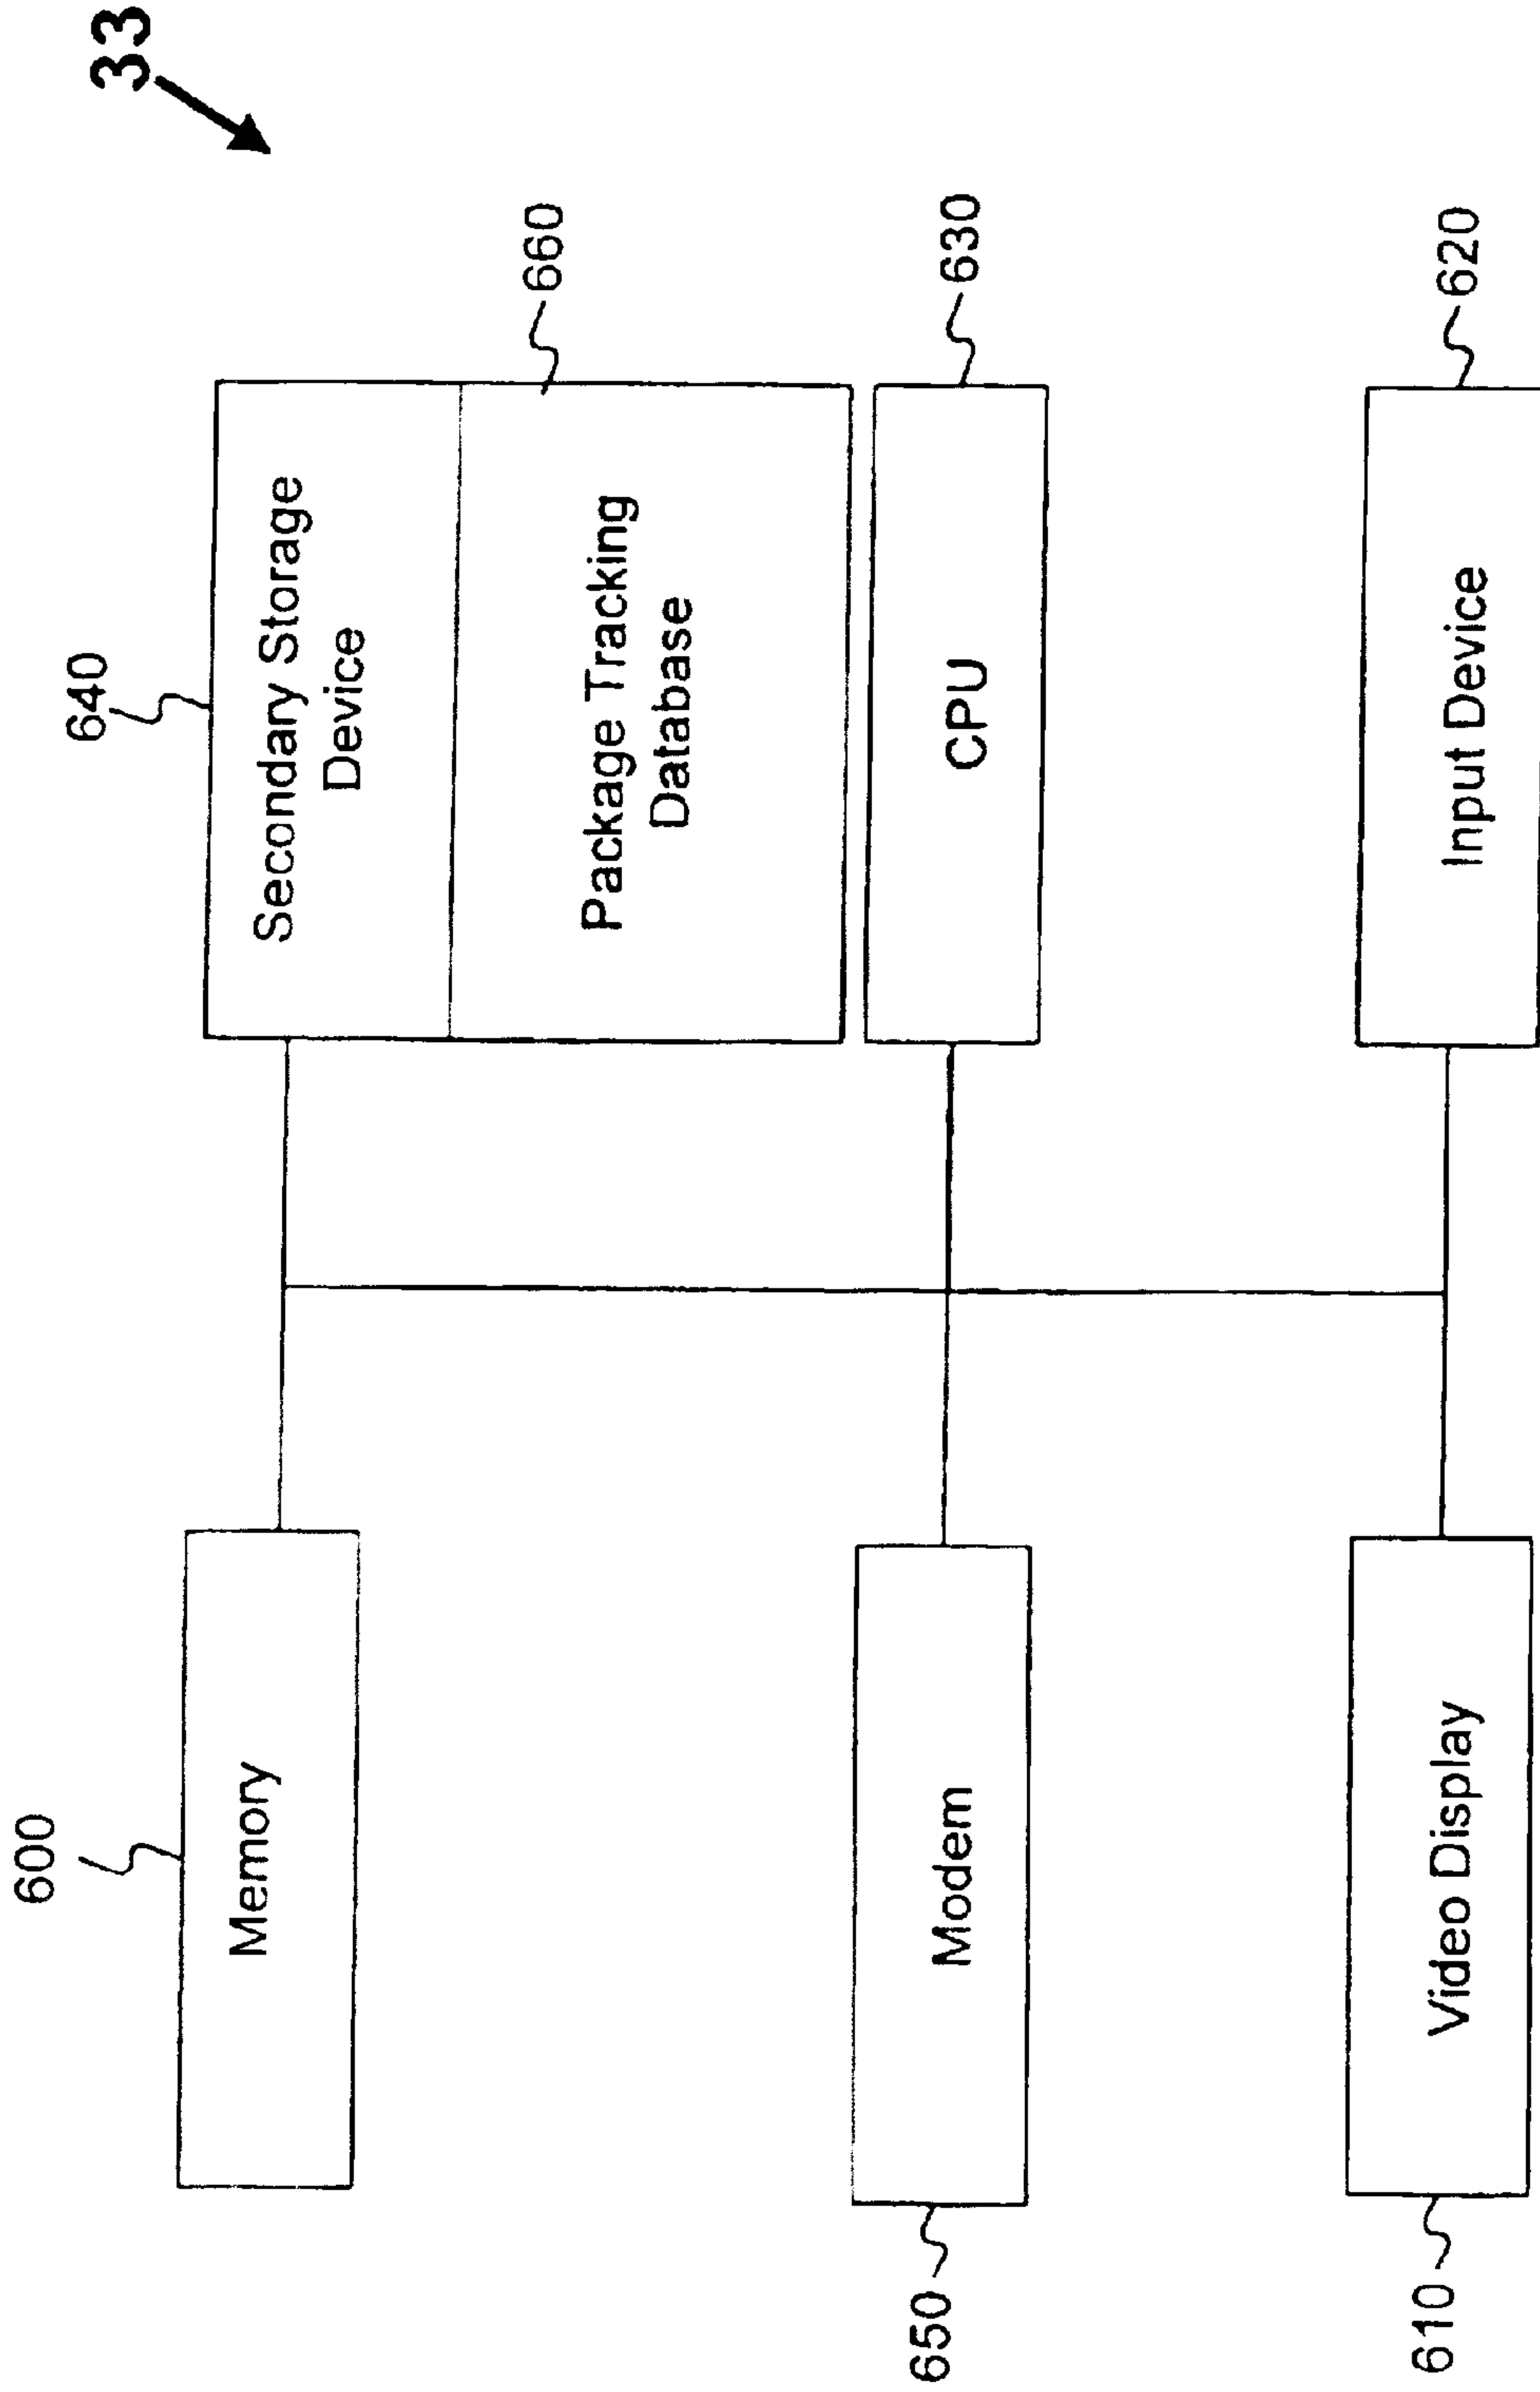 33
600
Memory
640
Secondary Storage
Device
660
Package Tracking
Database
650
Modem
CPU
630
610
Video Display
Input Device
620